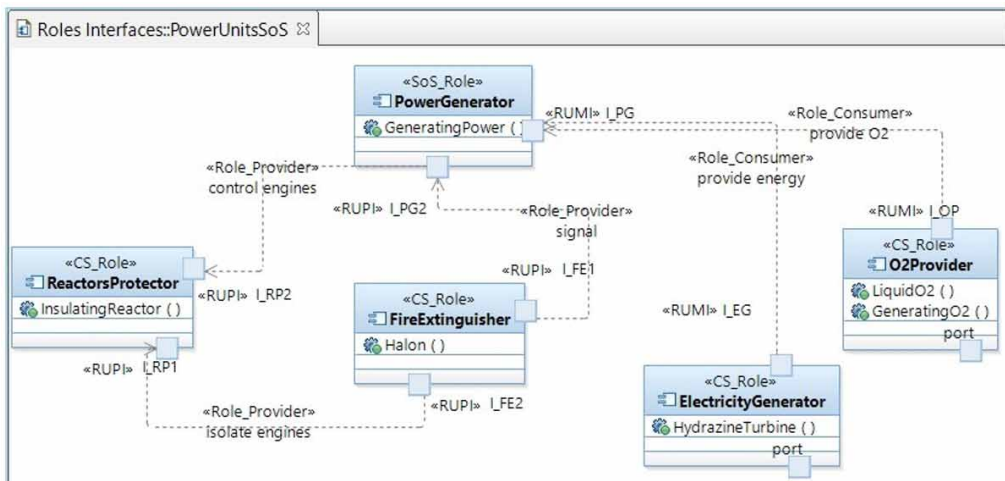 Roles Interfaces::PowerUnitsSoS
«SoS_Role»
PowerGenerator
GeneratingPower ( )
«RUMI» I_PG
«Role_Consumer»
provide O2
«Role_Provider»
control engines
«Role_Consumer»
provide energy
«RUPI» I_PG2
«Role_Provider»
signal
«RUMI» I_OP
«CS_Role»
ReactorsProtector
InsulatingReactor ( )
«RUPI» I_RP2
«RUPI» I_FE1
«CS_Role»
O2Provider
LiquidO2 ( )
GeneratingO2 ( )
port
«CS_Role»
FireExtinguisher
Halon ( )
«RUMI» I_EG
«RUPI» I_RP1
«CS_Role»
ElectricityGenerator
HydrazineTurbine ( )
port
«Role_Provider»
isolate engines
«RUPI» I_FE2